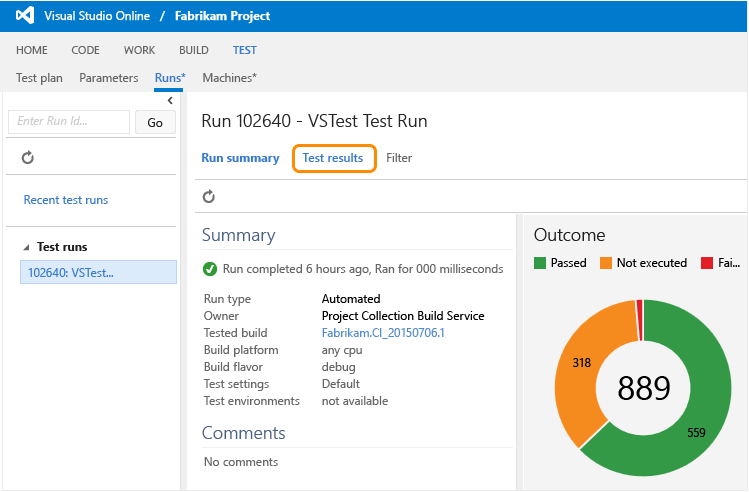 Visual Studio Online / Fabrikam Project
HOME CODE WORK BUILD TEST
Test plan Parameters Runs* Machines*
Enter Run Id... Go
Recent test runs
Test runs
102640: VSTest...
Run 102640 - VSTest Test Run
Run summary Test results Filter
Summary
Run completed 6 hours ago, Ran for 000 milliseconds
Run type Automated
Owner Project Collection Build Service
Tested build Fabrikam.CI_20150706.1
Build platform any cpu
Build flavor debug
Test settings Default
Test environments not available
Comments
No comments
Outcome
Passed Not executed Fai...
318
889
559